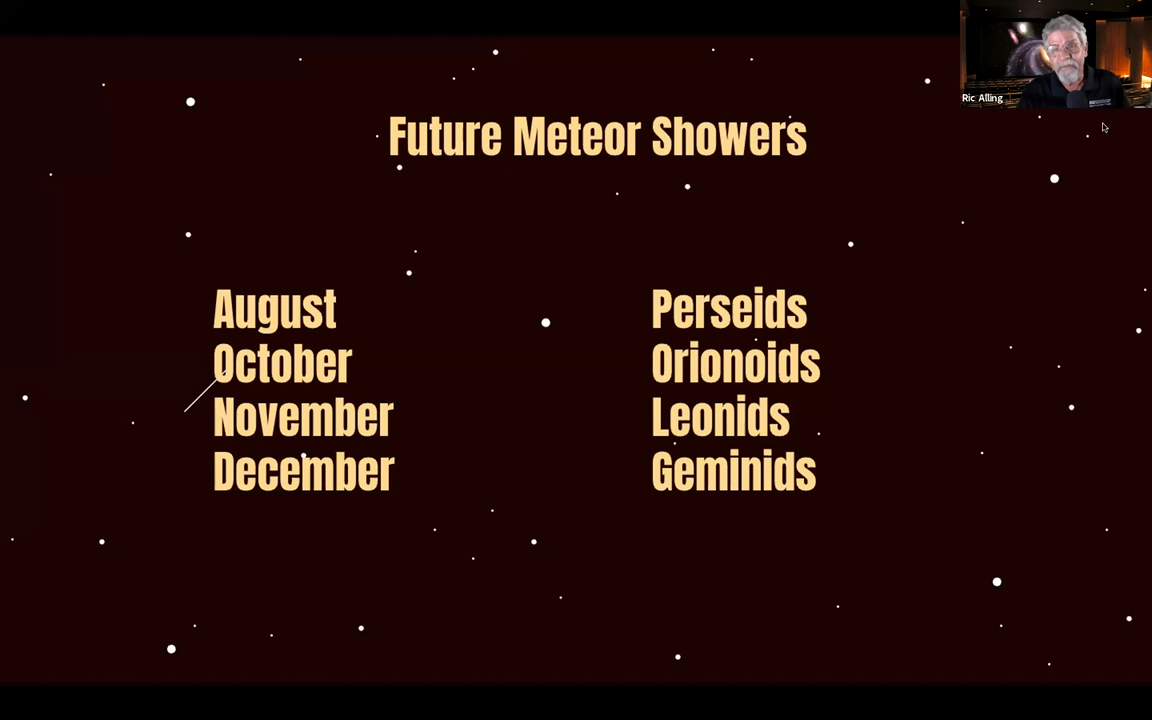 Ric Alling
Future Meteor Showers
August Perseids
October Orionoids
November Leonids
December Geminids